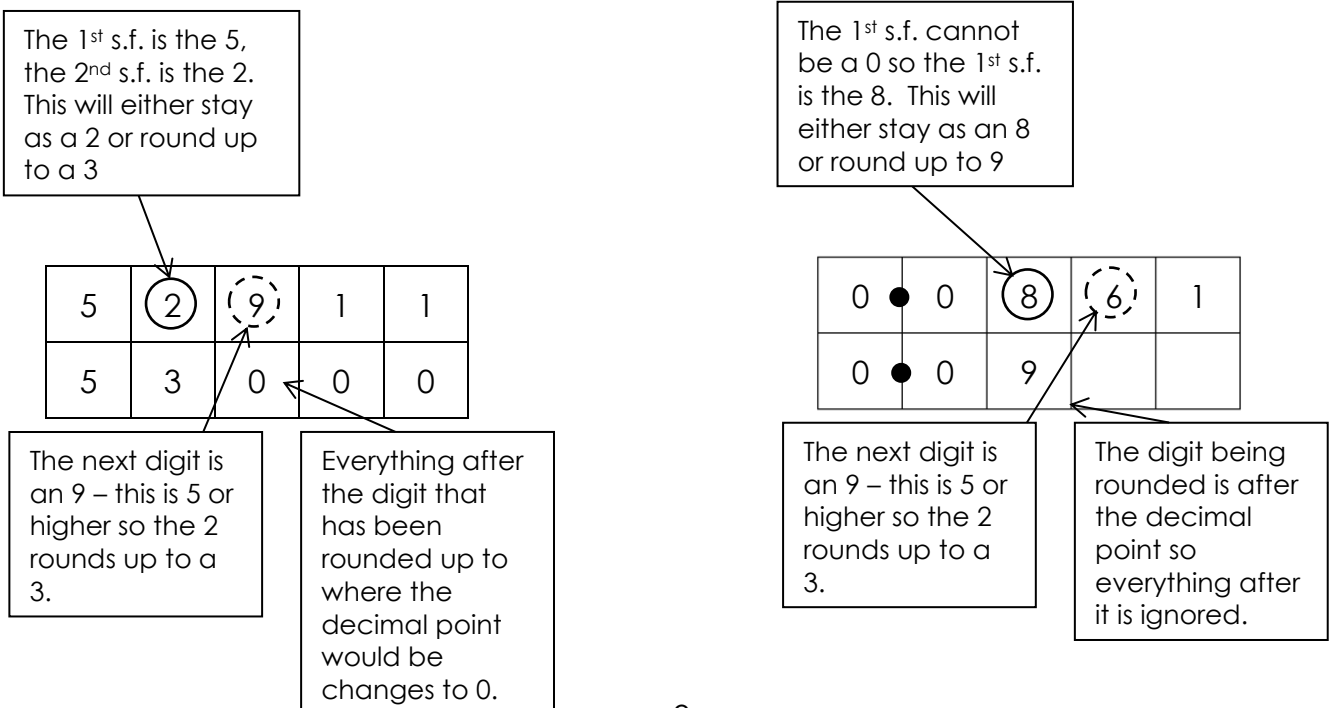 The 1st s.f. is the 5,
the 2nd s.f. is the 2.
This will either stay
as a 2 or round up
to a 3
5 2 9 1 1
5 3 0 0 0
The next digit is
an 9 – this is 5 or
higher so the 2
rounds up to a
3.
Everything after
the digit that
has been
rounded up to
where the
decimal point
would be
changes to 0.
The 1st s.f. cannot
be a 0 so the 1st s.f.
is the 8.  This will
either stay as an 8
or round up to 9
0 ● 0 8 6 1
0 ● 0 9
The next digit is
an 9 – this is 5 or
higher so the 2
rounds up to a
3.
The digit being
rounded is after
the decimal
point so
everything after
it is ignored.